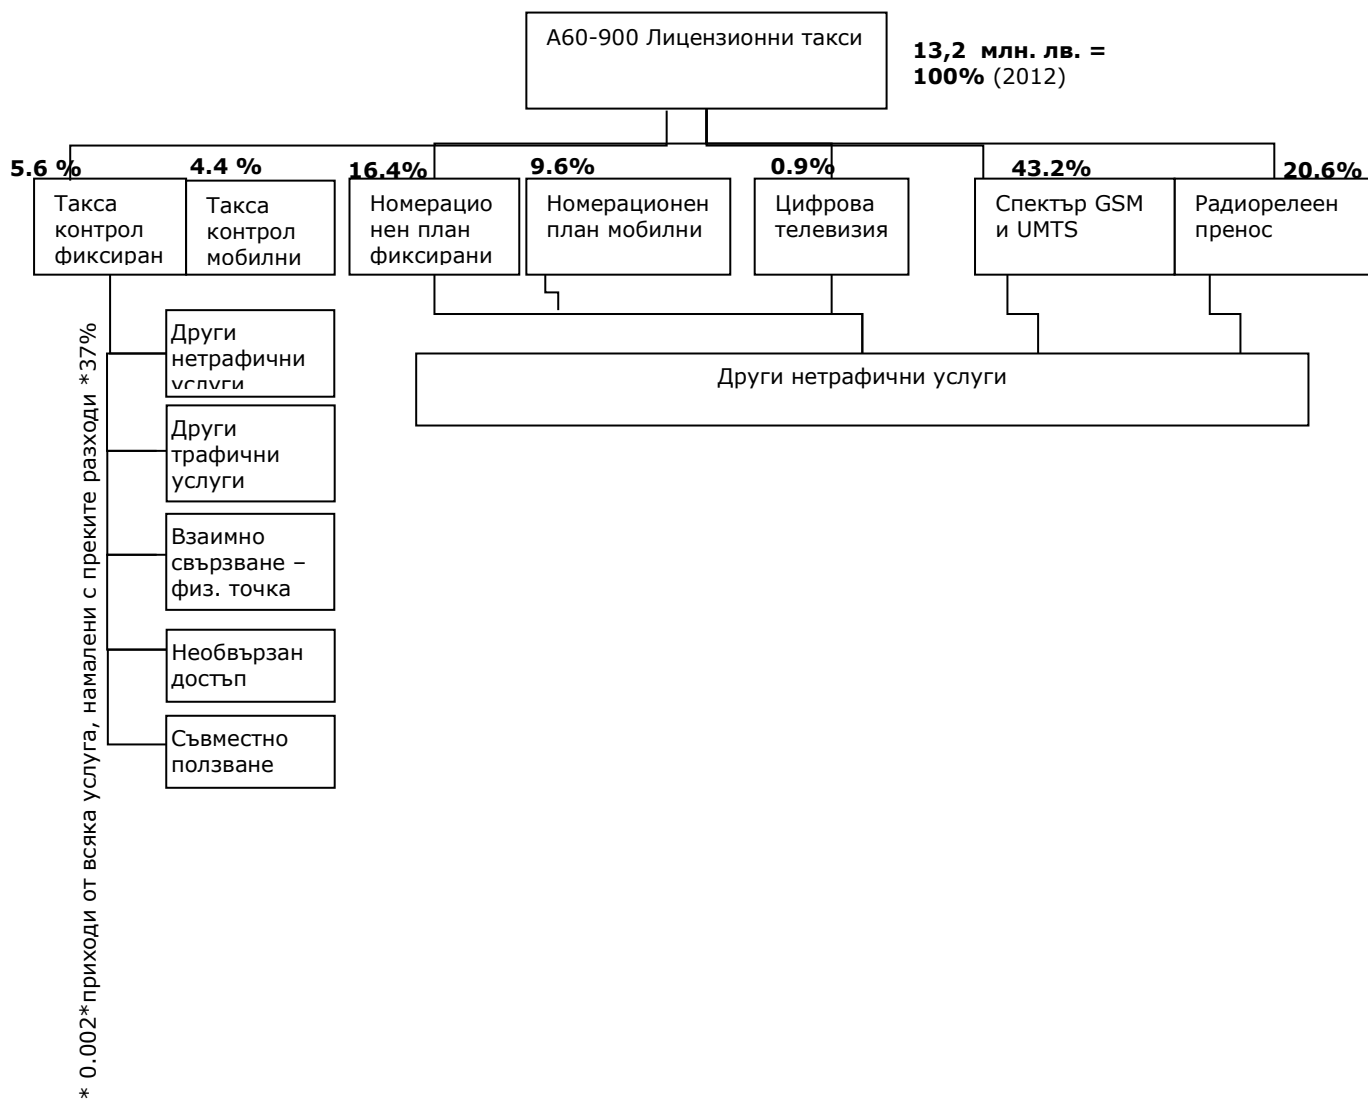 А60-900 Лицензионни такси
13,2 млн. лв. =
100% (2012)
5.6 %
4.4 %
16.4%
9.6%
0.9%
43.2%
20.6%
Такса
контрол
фиксиран
Такса
контрол
мобилни
Номерацио
нен план
фиксирани
Номерационен
план мобилни
Цифрова
телевизия
Спектър GSM
и UMTS
Радиорелеен
пренос
Други
нетрафични
услуги
Други
трафични
услуги
Взаимно
свързване –
физ. точка
Необвързан
достъп
Съвместно
ползване
Други нетрафични услуги
* 0.002*приходи от всяка услуга, намалени с преките разходи *37%